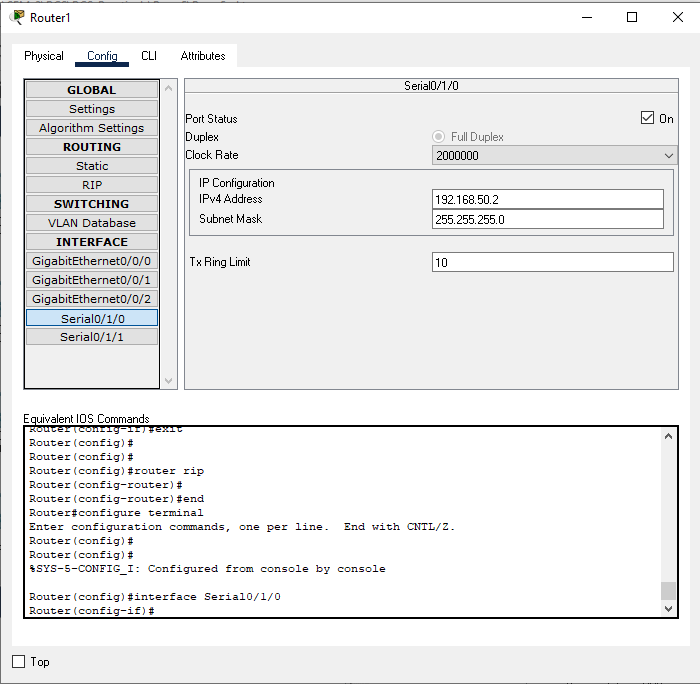 Router1
Physical Config CLI Attributes
GLOBAL
Settings
Algorithm Settings
ROUTING
Static
RIP
SWITCHING
VLAN Database
INTERFACE
GigabitEthernet0/0/0
GigabitEthernet0/0/1
GigabitEthernet0/0/2
Serial0/1/0
Serial0/1/1
Serial0/1/0
Port Status On
Duplex Full Duplex
Clock Rate 2000000
IP Configuration
IPv4 Address 192.168.50.2
Subnet Mask 255.255.255.0
Tx Ring Limit 10
Equivalent IOS Commands
Router(config-if)#exit
Router(config)#
Router(config)#
Router(config)#router rip
Router(config-router)#
Router(config-router)#end
Router#configure terminal
Enter configuration commands, one per line. End with CNTL/Z.
Router(config)#
Router(config)#
%SYS-5-CONFIG_I: Configured from console by console
Router(config)#interface Serial0/1/0
Router(config-if)#
Top